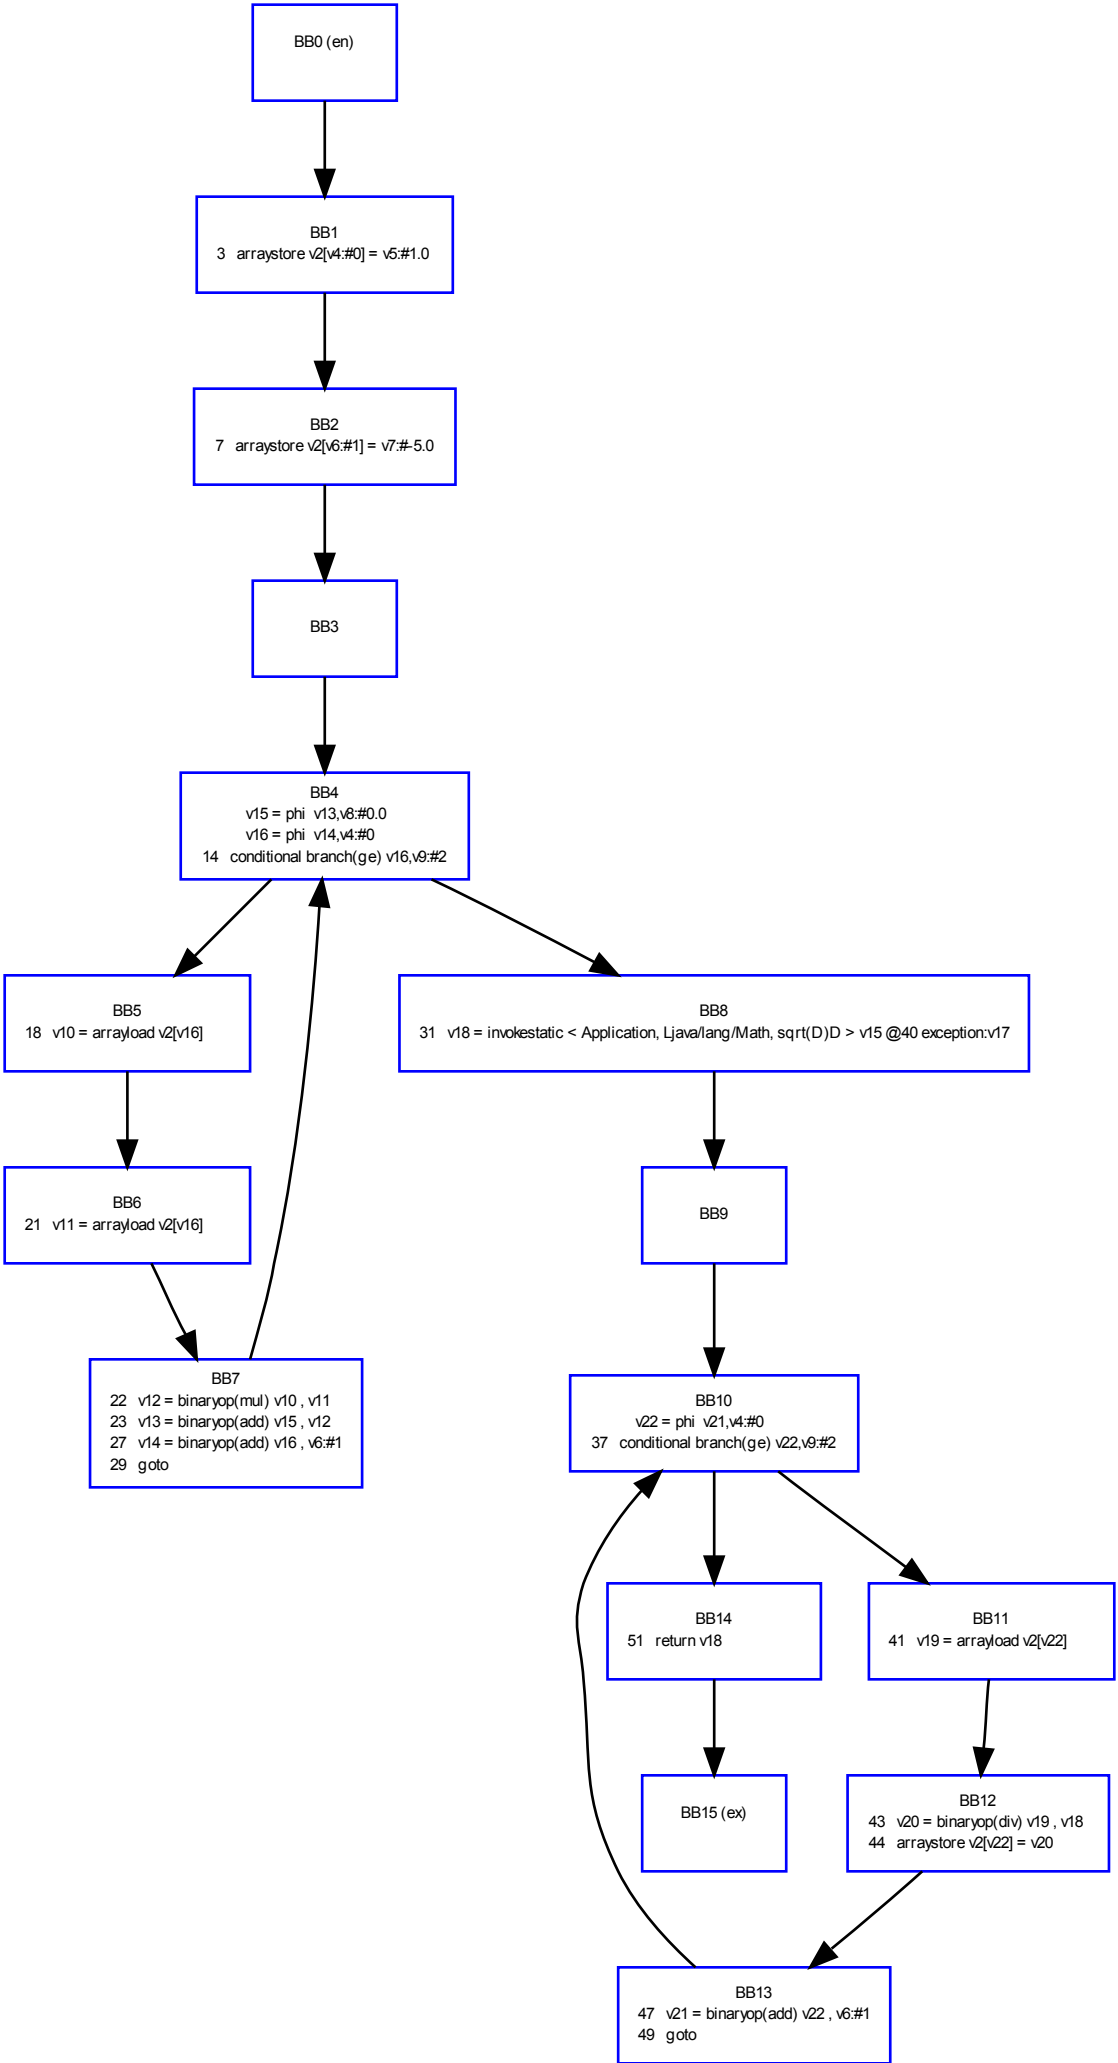 BB0 (en)
BB1
3 arraystore v2[v4:#0] = v5:#1.0
BB2
7 arraystore v2[v6:#1] = v7:#-5.0
BB3
BB4
v15 = phi v13,v8:#0.0
v16 = phi v14,v4:#0
14 conditional branch(ge) v16,v9:#2
BB5
18 v10 = arrayload v2[v16]
BB8
31 v18 = invokestatic < Application, Ljava/lang/Math, sqrt(D)D > v15 @40 exception:v17
BB6
21 v11 = arrayload v2[v16]
BB9
BB7
22 v12 = binaryop(mul) v10 , v11
23 v13 = binaryop(add) v15 , v12
27 v14 = binaryop(add) v16 , v6:#1
29 goto
BB10
v22 = phi v21,v4:#0
37 conditional branch(ge) v22,v9:#2
BB14
51 return v18
BB11
41 v19 = arrayload v2[v22]
BB15 (ex)
BB12
43 v20 = binaryop(div) v19 , v18
44 arraystore v2[v22] = v20
BB13
47 v21 = binaryop(add) v22 , v6:#1
49 goto